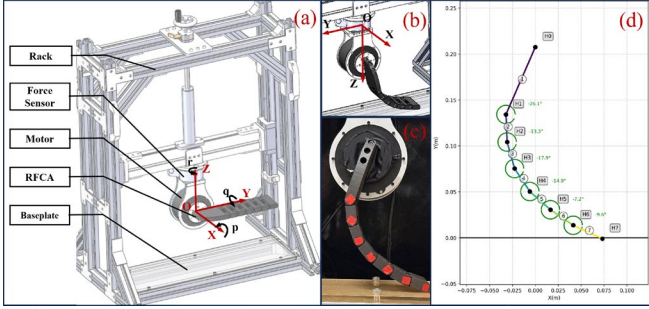 (a)
Rack
Force
Sensor
Motor
RFCA
Baseplate
r
Z
q
Y
O
X
p
(b)
O
Y
X
Z
(c)
(d)
0.25
0.20
0.15
0.10
0.05
0.00
−0.05
Y(m)
H0
1
H1
-26.1°
2
H2
-13.3°
3
H3
-17.9°
4
H4
-14.9°
5
H5
-7.2°
6
H6
-9.6°
7
H7
−0.075
−0.050
−0.025
0.000
0.025
0.050
0.075
0.100
X(m)